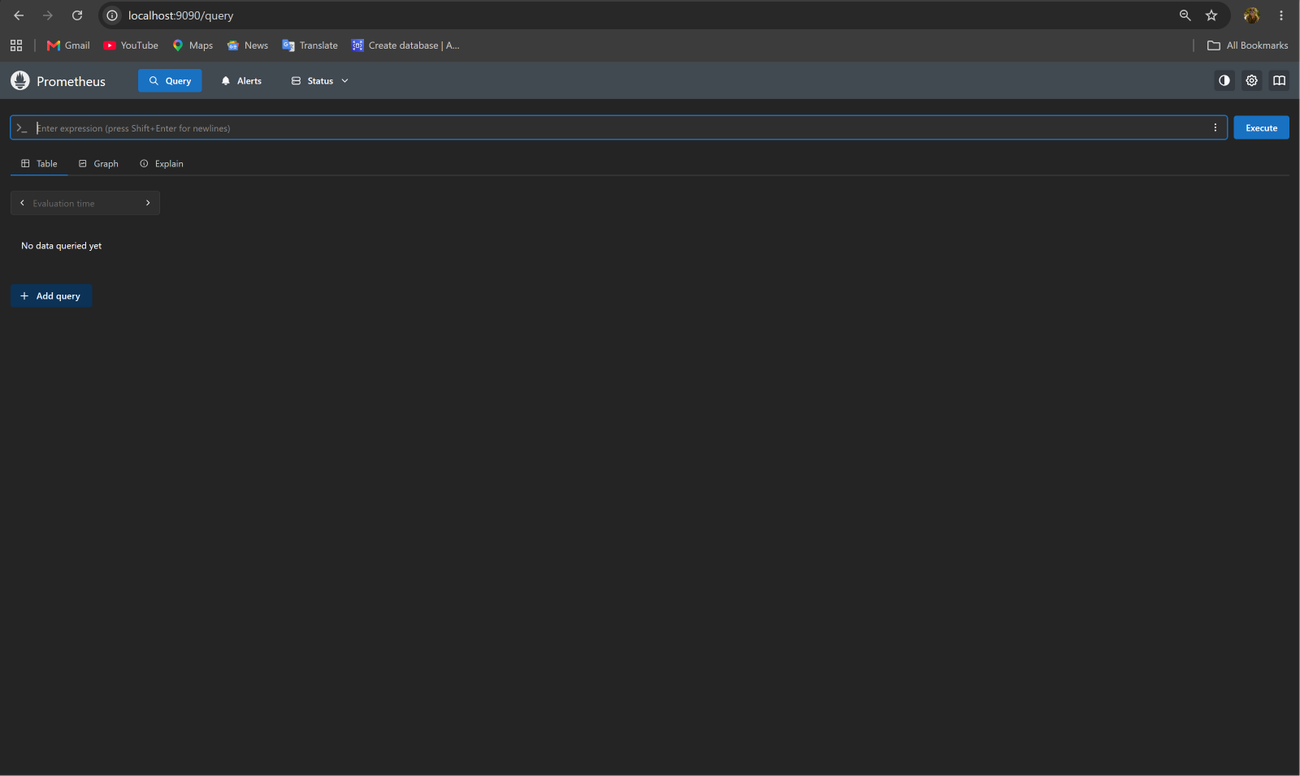 localhost:9090/query
Gmail YouTube Maps News Translate Create database | A... All Bookmarks
Prometheus Query Alerts Status
>_ Enter expression (press Shift+Enter for newlines) Execute
Table Graph Explain
Evaluation time
No data queried yet
+ Add query